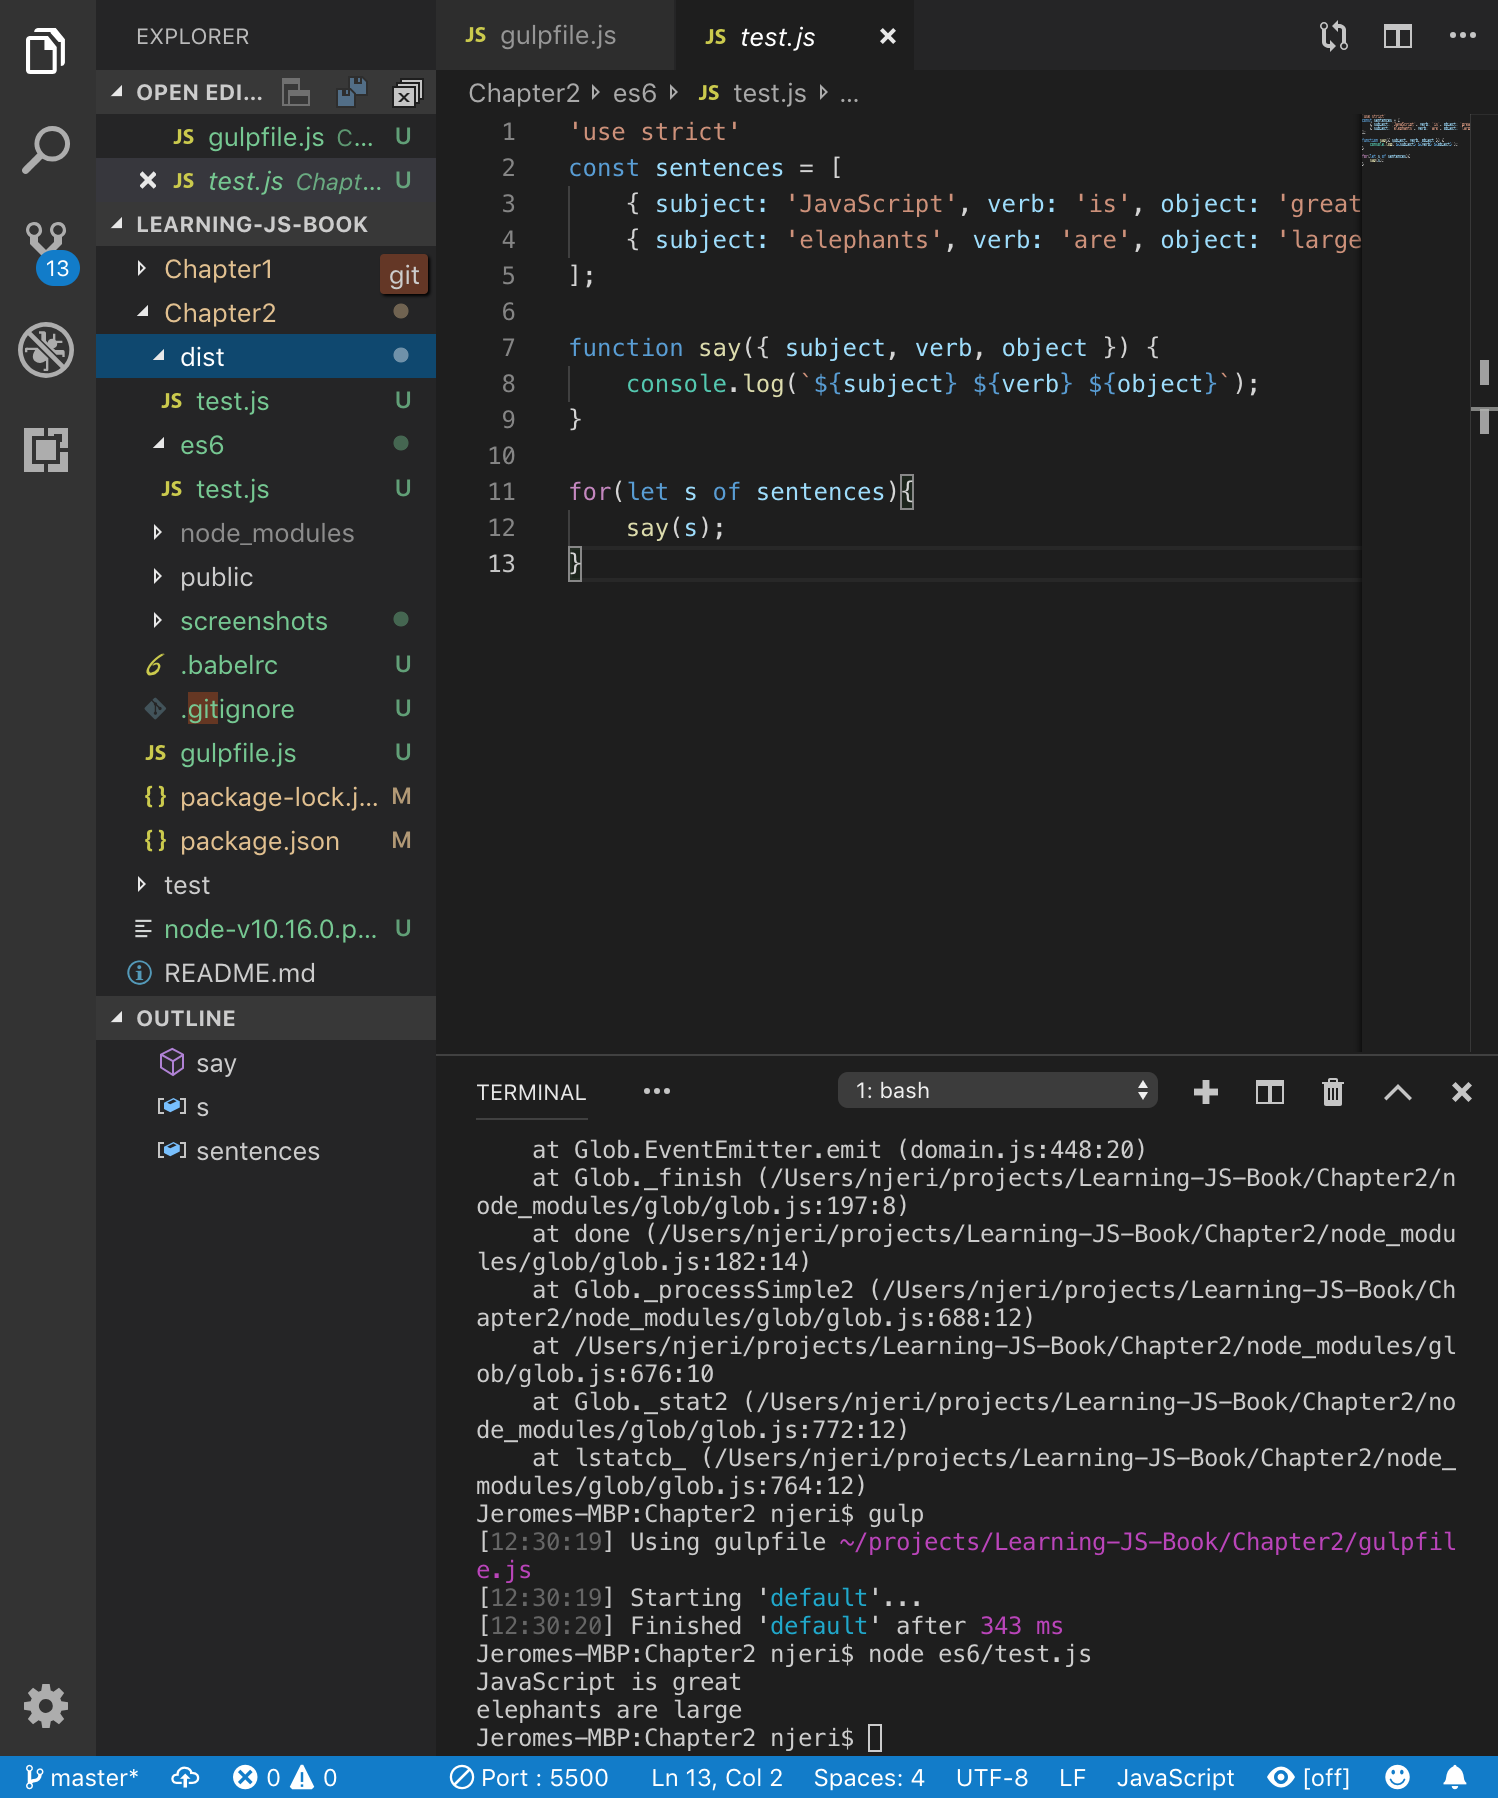 EXPLORER
OPEN EDI...
JS gulpfile.js C... U
JS test.js Chapt... U
LEARNING-JS-BOOK
Chapter1
git
Chapter2
dist
JS test.js U
es6
JS test.js U
node_modules
public
screenshots
.babelrc U
.gitignore U
JS gulpfile.js U
{} package-lock.j... M
{} package.json M
test
node-v10.16.0.p... U
README.md
OUTLINE
say
s
sentences
13
JS gulpfile.js JS test.js
Chapter2 es6 JS test.js ...
1 'use strict'
2 const sentences = [
3 { subject: 'JavaScript', verb: 'is', object: 'great
4 { subject: 'elephants', verb: 'are', object: 'large
5 ];
6
7 function say({ subject, verb, object }) {
8 console.log(`${subject} ${verb} ${object}`);
9 }
10
11 for(let s of sentences){
12 say(s);
13 }
TERMINAL ... 1: bash
at Glob.EventEmitter.emit (domain.js:448:20)
at Glob._finish (/Users/njeri/projects/Learning-JS-Book/Chapter2/n
ode_modules/glob/glob.js:197:8)
at done (/Users/njeri/projects/Learning-JS-Book/Chapter2/node_modu
les/glob/glob.js:182:14)
at Glob._processSimple2 (/Users/njeri/projects/Learning-JS-Book/Ch
apter2/node_modules/glob/glob.js:688:12)
at /Users/njeri/projects/Learning-JS-Book/Chapter2/node_modules/gl
ob/glob.js:676:10
at Glob._stat2 (/Users/njeri/projects/Learning-JS-Book/Chapter2/no
de_modules/glob/glob.js:772:12)
at lstatcb_ (/Users/njeri/projects/Learning-JS-Book/Chapter2/node_
modules/glob/glob.js:764:12)
Jeromes-MBP:Chapter2 njeri$ gulp
[12:30:19] Using gulpfile ~/projects/Learning-JS-Book/Chapter2/gulpfil
e.js
[12:30:19] Starting 'default'...
[12:30:20] Finished 'default' after 343 ms
Jeromes-MBP:Chapter2 njeri$ node es6/test.js
JavaScript is great
elephants are large
Jeromes-MBP:Chapter2 njeri$
master* 0 0 Port : 5500 Ln 13, Col 2 Spaces: 4 UTF-8 LF JavaScript [off]